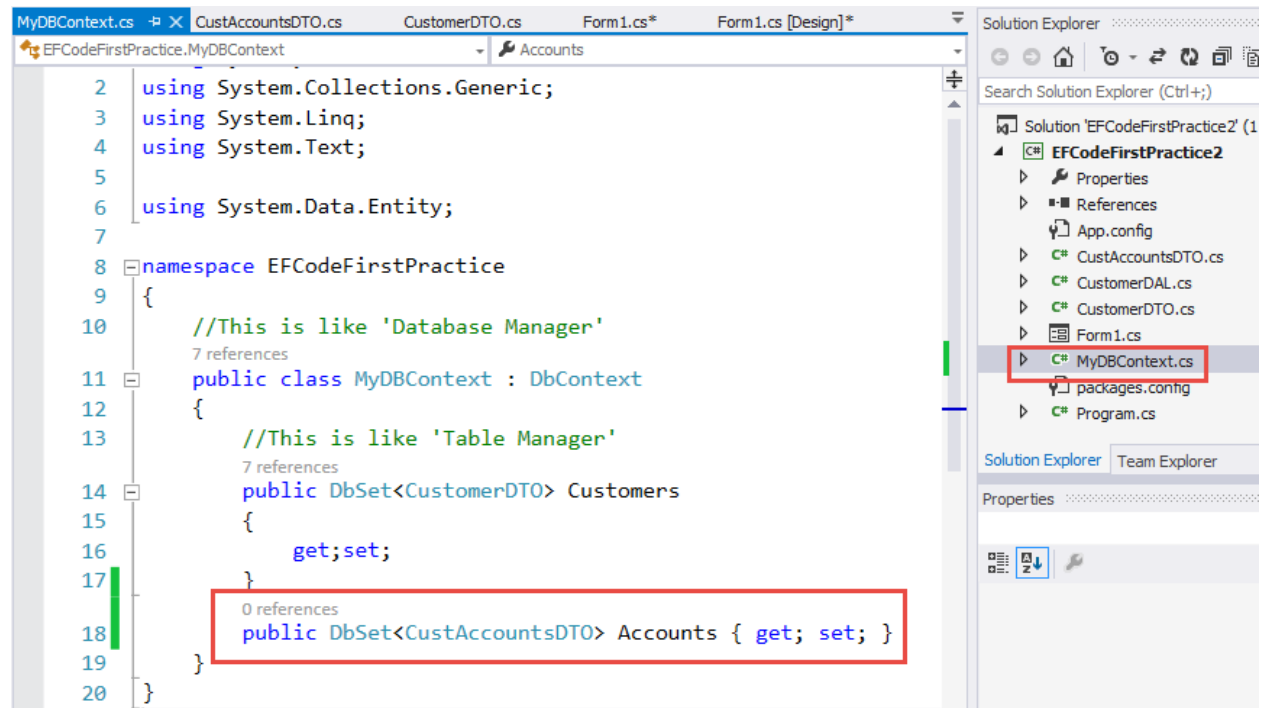 MyDBContext.cs CustAccountsDTO.cs CustomerDTO.cs Form1.cs* Form1.cs [Design]*
EFCodeFirstPractice.MyDBContext Accounts
2 using System.Collections.Generic;
3 using System.Linq;
4 using System.Text;
5
6 using System.Data.Entity;
7
8 namespace EFCodeFirstPractice
9 {
10 //This is like 'Database Manager'
7 references
11 public class MyDBContext : DbContext
12 {
13 //This is like 'Table Manager'
7 references
14 public DbSet<CustomerDTO> Customers
15 {
16 get;set;
17 }
0 references
18 public DbSet<CustAccountsDTO> Accounts { get; set; }
19 }
20 }
Solution Explorer
Search Solution Explorer (Ctrl+;)
Solution 'EFCodeFirstPractice2' (1
C# EFCodeFirstPractice2
Properties
References
App.config
C# CustAccountsDTO.cs
C# CustomerDAL.cs
C# CustomerDTO.cs
Form1.cs
C# MyDBContext.cs
packages.config
C# Program.cs
Solution Explorer Team Explorer
Properties